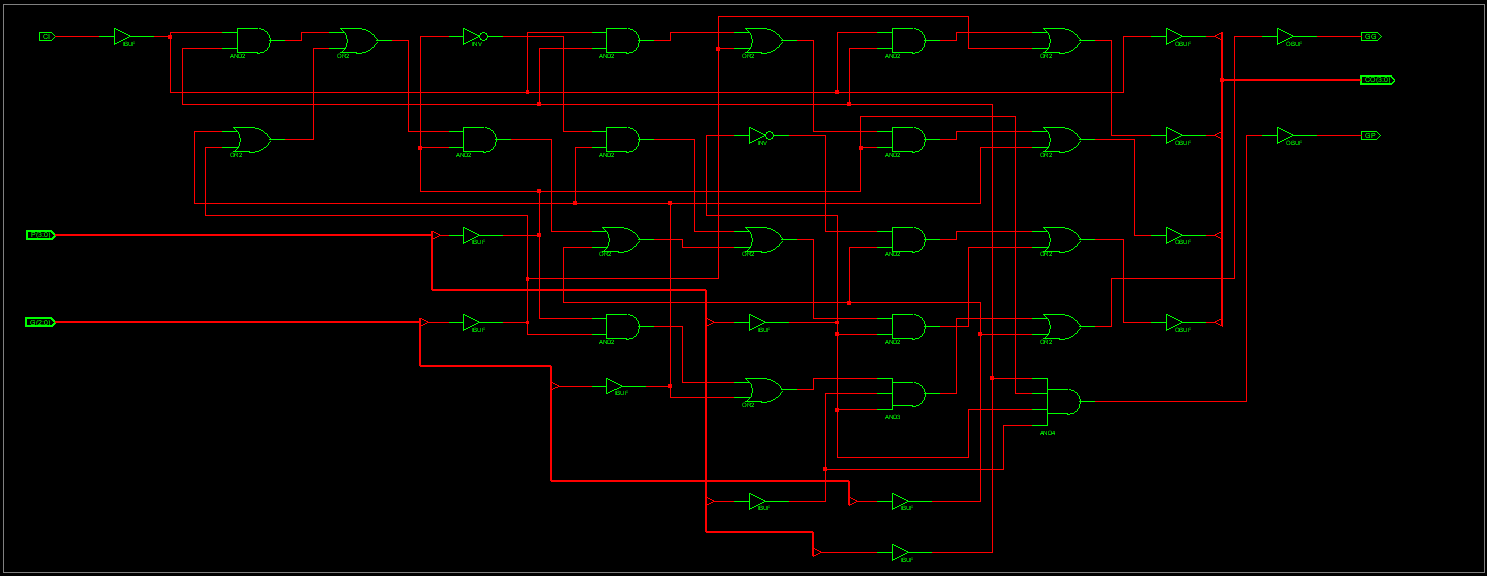 CI IBUF AND2 OR2 INV AND2 OR2 AND2 OR2 OBUF OBUF GG
CO(3:0)
OR2 AND2 AND2 INV AND2 OR2 OBUF OBUF GP
P(3:0) IBUF OR2 OR2 AND2 OR2 OBUF
G(3:0) IBUF AND2 IBUF AND2 OR2 OBUF
IBUF OR2 AND3 AND4
IBUF IBUF
IBUF